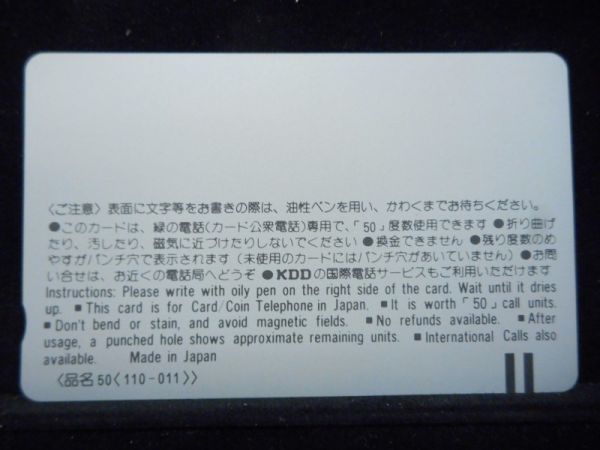 〈ご注意〉表面に文字等をお書きの際は、油性ペンを用い、かわくまでお待ちください。
●このカードは、緑の電話(カード公衆電話)専用で、「50」度数使用できます ●折り曲げ
たり、汚したり、磁気に近づけたりしないでください ●換金できません ●残り度数のめ
やすがパンチ穴で表示されます(未使用のカードにはパンチ穴があいていません) ●お問
い合せは、お近くの電話局へどうぞ ●KDDの国際電話サービスもご利用いただけます
Instructions: Please write with oily pen on the right side of the card. Wait until it dries
up. ■This card is for Card/Coin Telephone in Japan. ■It is worth「50」call units.
■Don't bend or stain, and avoid magnetic fields. ■No refunds available. ■After
usage, a punched hole shows approximate remaining units. ■International Calls also
available. Made in Japan
〈品名 50〈110-011〉〉